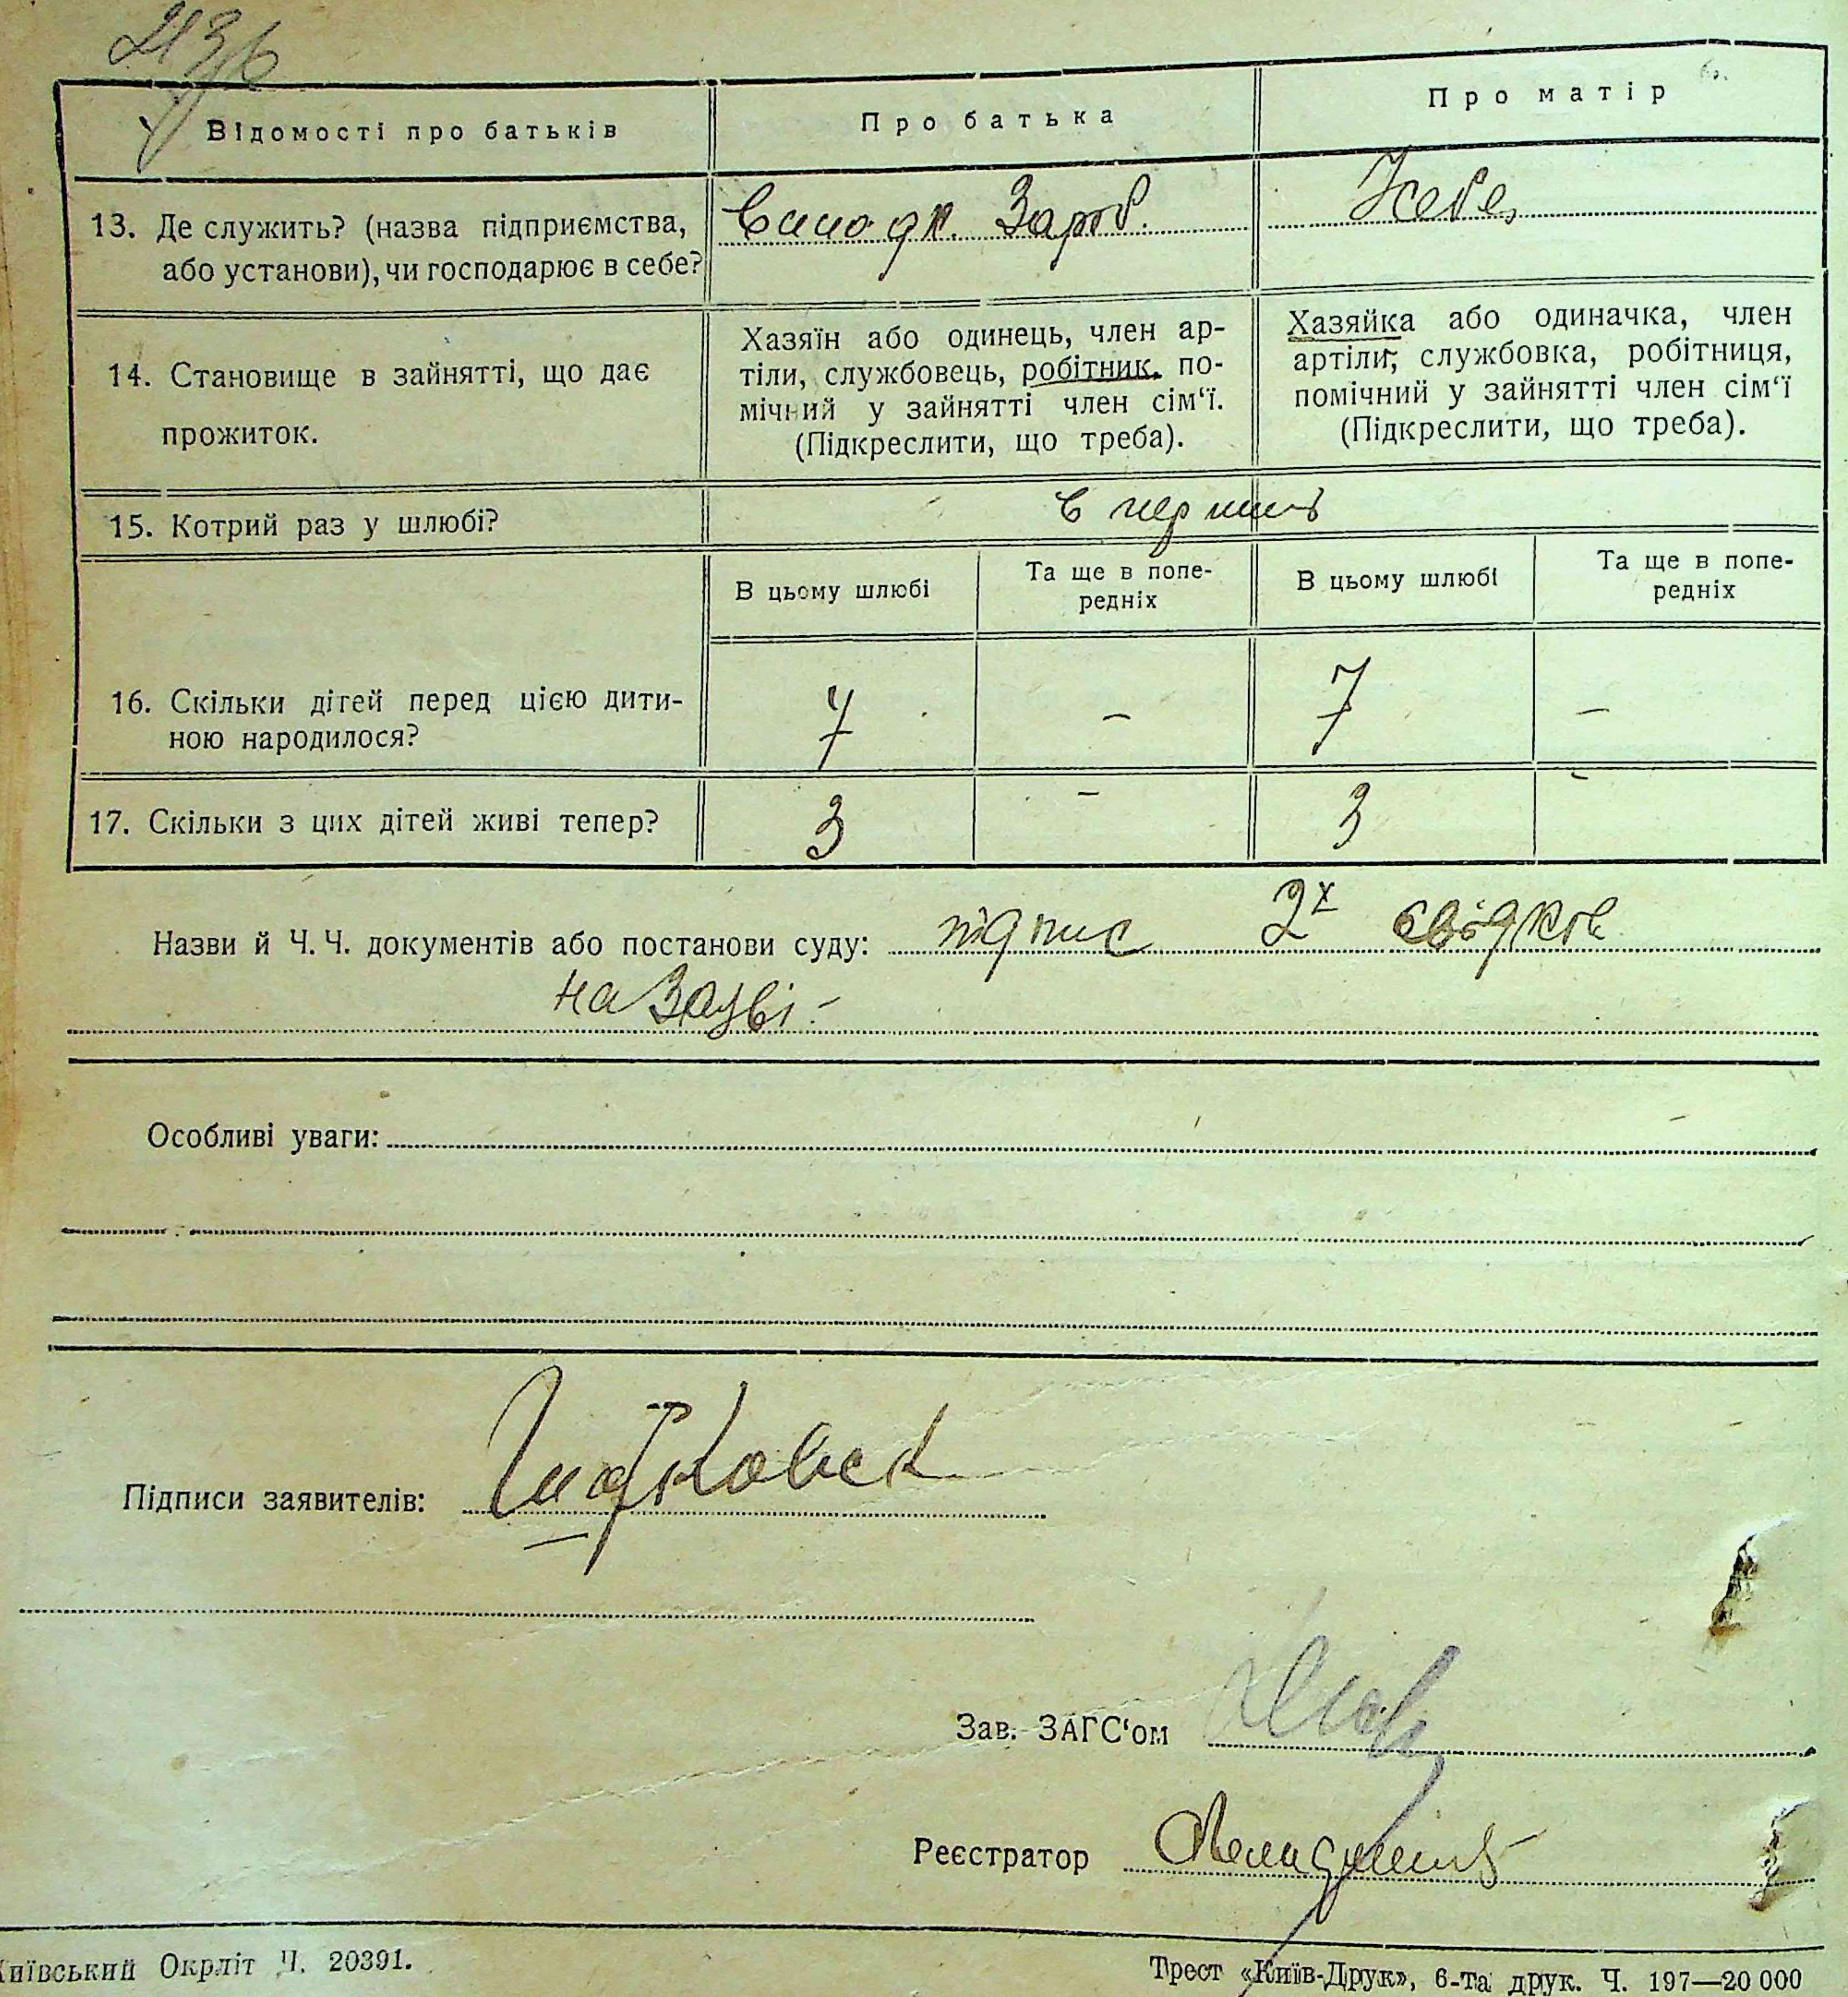 Відомості про батьків
Про батька
Про матір
13. Де служить? (назва підприємства,
або установи), чи господарює в себе?
Зароб.
14. Становище в зайнятті, що дає
прожиток.
Хазяїн або одинець, член ар-
тіли, службовець, робітник, по-
мічний у зайнятті член сім‘ї.
(Підкреслити, що треба).
Хазяйка або одиначка, член
артіли, службовка, робітниця,
помічний у зайнятті член сім‘ї
(Підкреслити, що треба).
15. Котрий раз у шлюбі?
в перший
В цьому шлюбі
Та ще в попе-
редніх
В цьому шлюбі
Та ще в попе-
редніх
16. Скільки дітей перед цією дити-
ною народилося?
7 – 7 –
17. Скільки з цих дітей живі тепер?
3 – 3 –
Назви й Ч. Ч. документів або постанови суду: підпис 2х свідків
на Заяві –
Особливі уваги:
Підписи заявителів:
Зав. ЗАГС‘ом
Реєстратор
Київський Окрліт Ч. 20391.
Трест «Київ-Друк», 6-та друк. Ч. 197—20 000